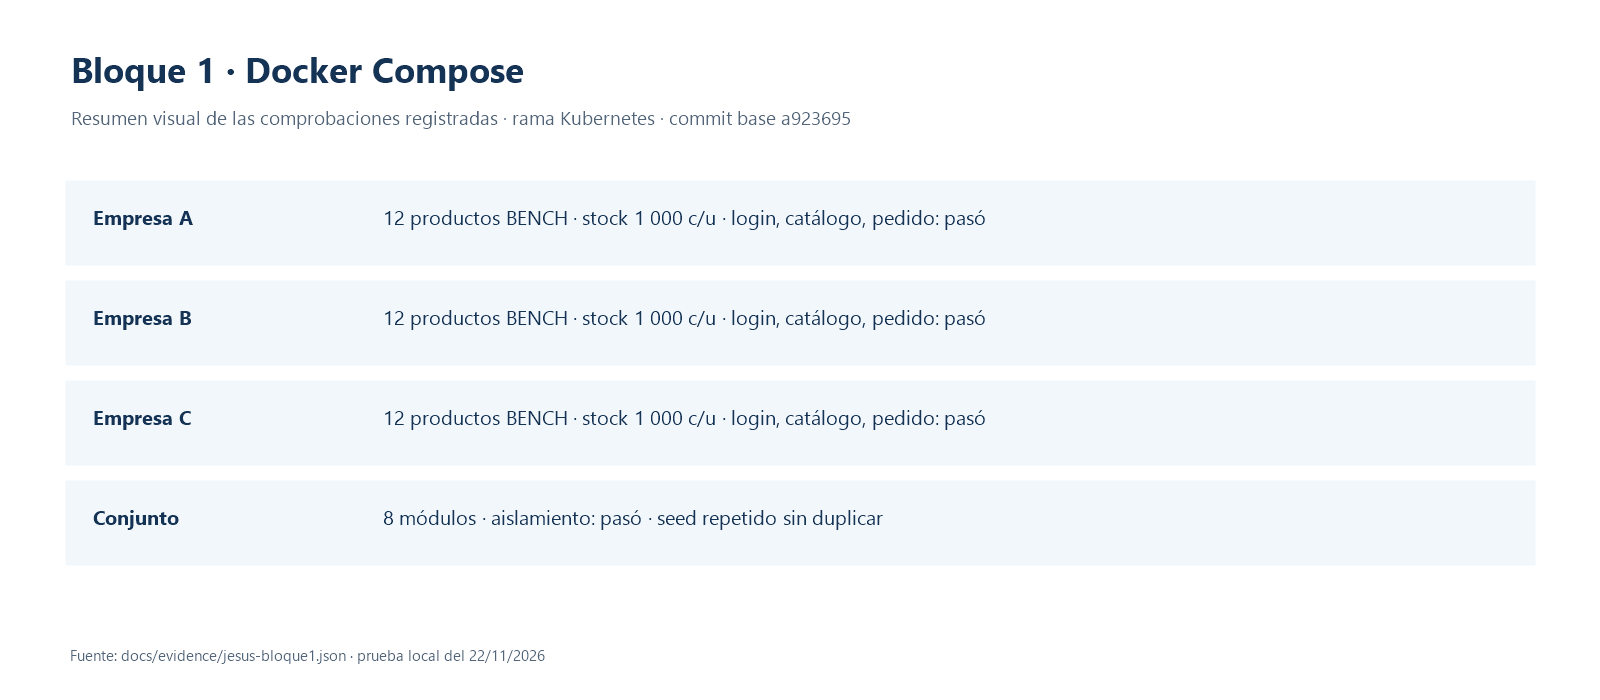 Bloque 1 · Docker Compose
Resumen visual de las comprobaciones registradas · rama Kubernetes · commit base a923695
Empresa A 12 productos BENCH · stock 1 000 c/u · login, catálogo, pedido: pasó
Empresa B 12 productos BENCH · stock 1 000 c/u · login, catálogo, pedido: pasó
Empresa C 12 productos BENCH · stock 1 000 c/u · login, catálogo, pedido: pasó
Conjunto 8 módulos · aislamiento: pasó · seed repetido sin duplicar
Fuente: docs/evidence/jesus-bloque1.json · prueba local del 22/11/2026